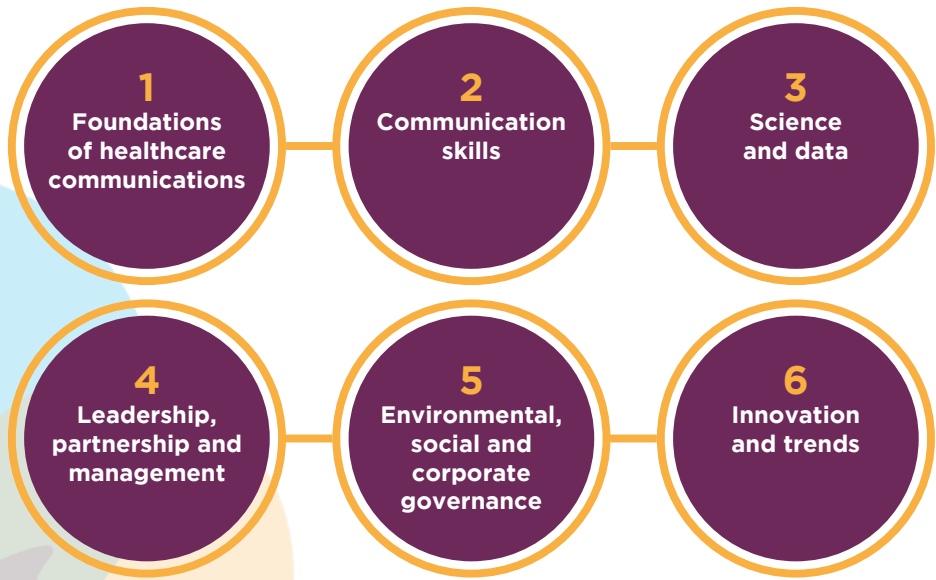 1
Foundations
of healthcare
communications
2
Communication
skills
3
Science
and data
4
Leadership,
partnership and
management
5
Environmental,
social and
corporate
governance
6
Innovation
and trends